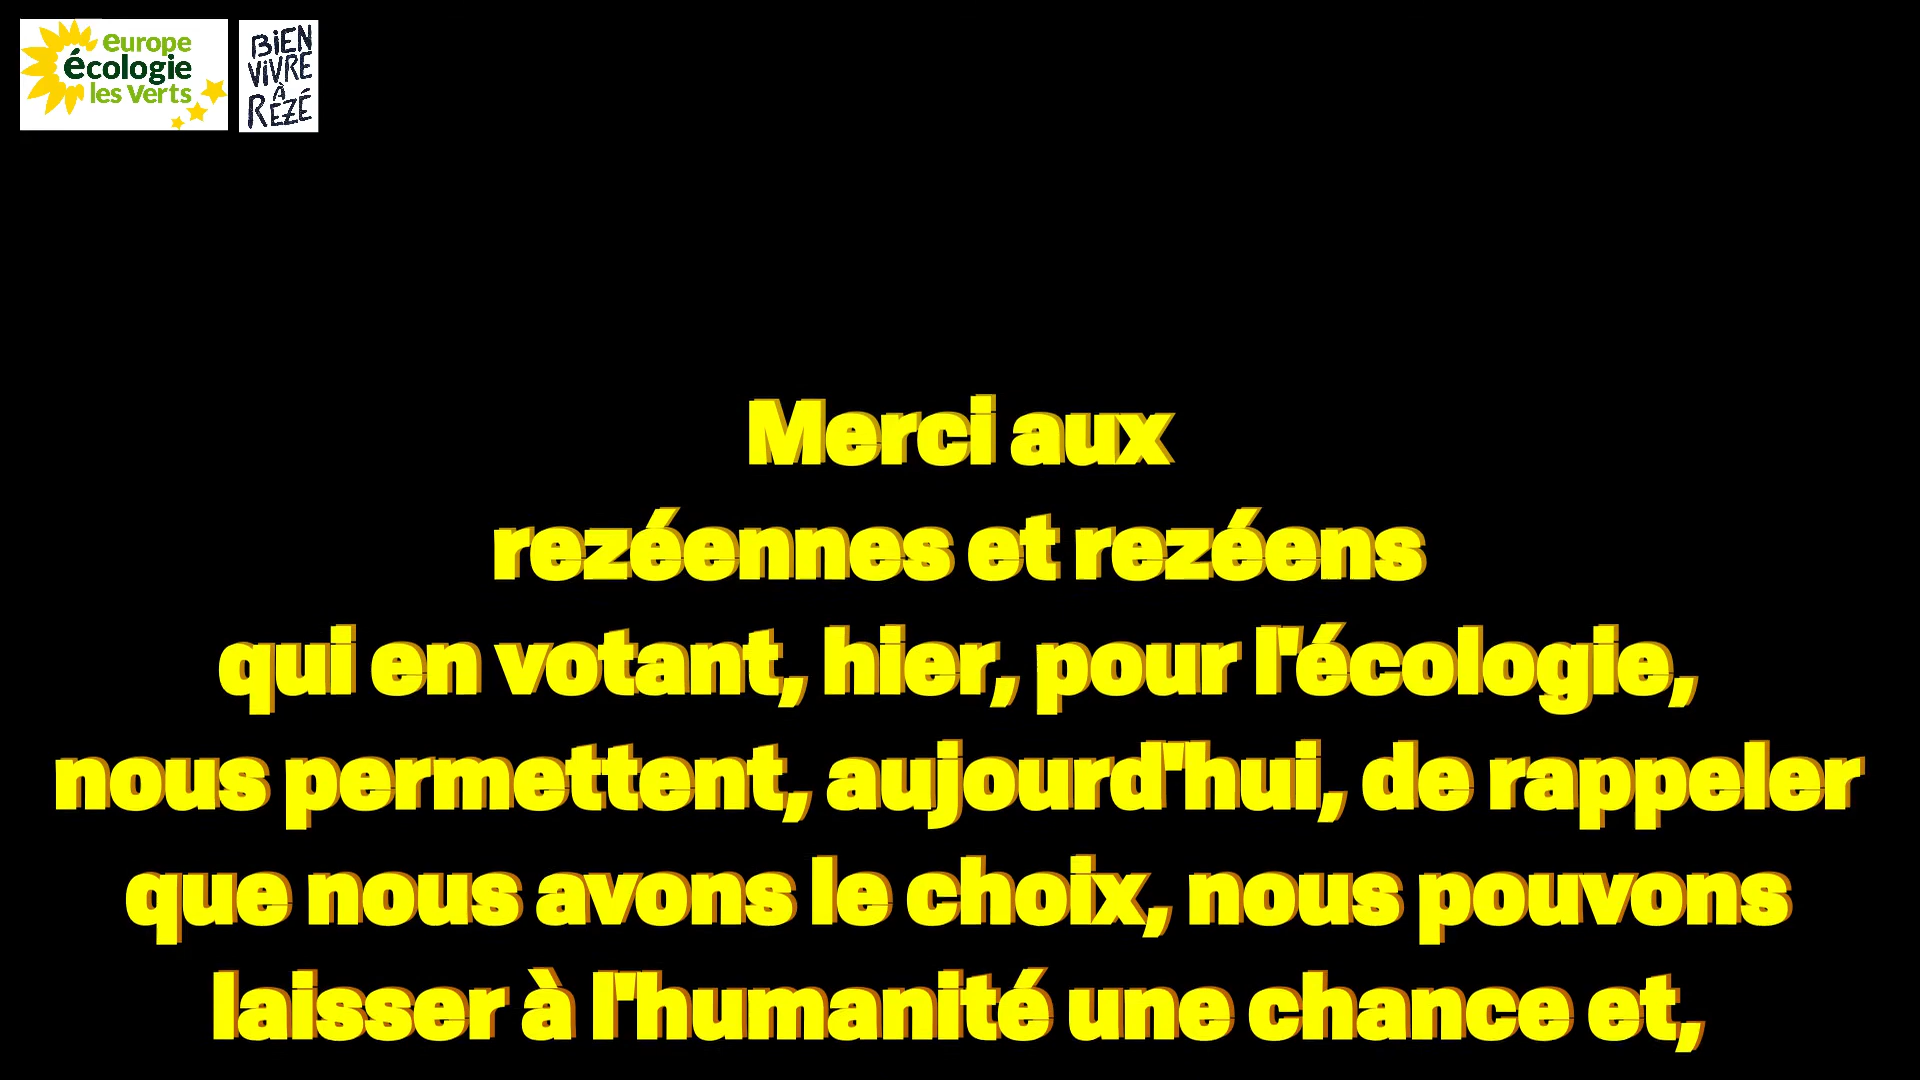 europe
écologie
les Verts
BiEN
ViVRE
À
RÉZÉ
Merci aux
rezéennes et rezéens
qui en votant, hier, pour l'écologie,
nous permettent, aujourd'hui, de rappeler
que nous avons le choix, nous pouvons
laisser à l'humanité une chance et,